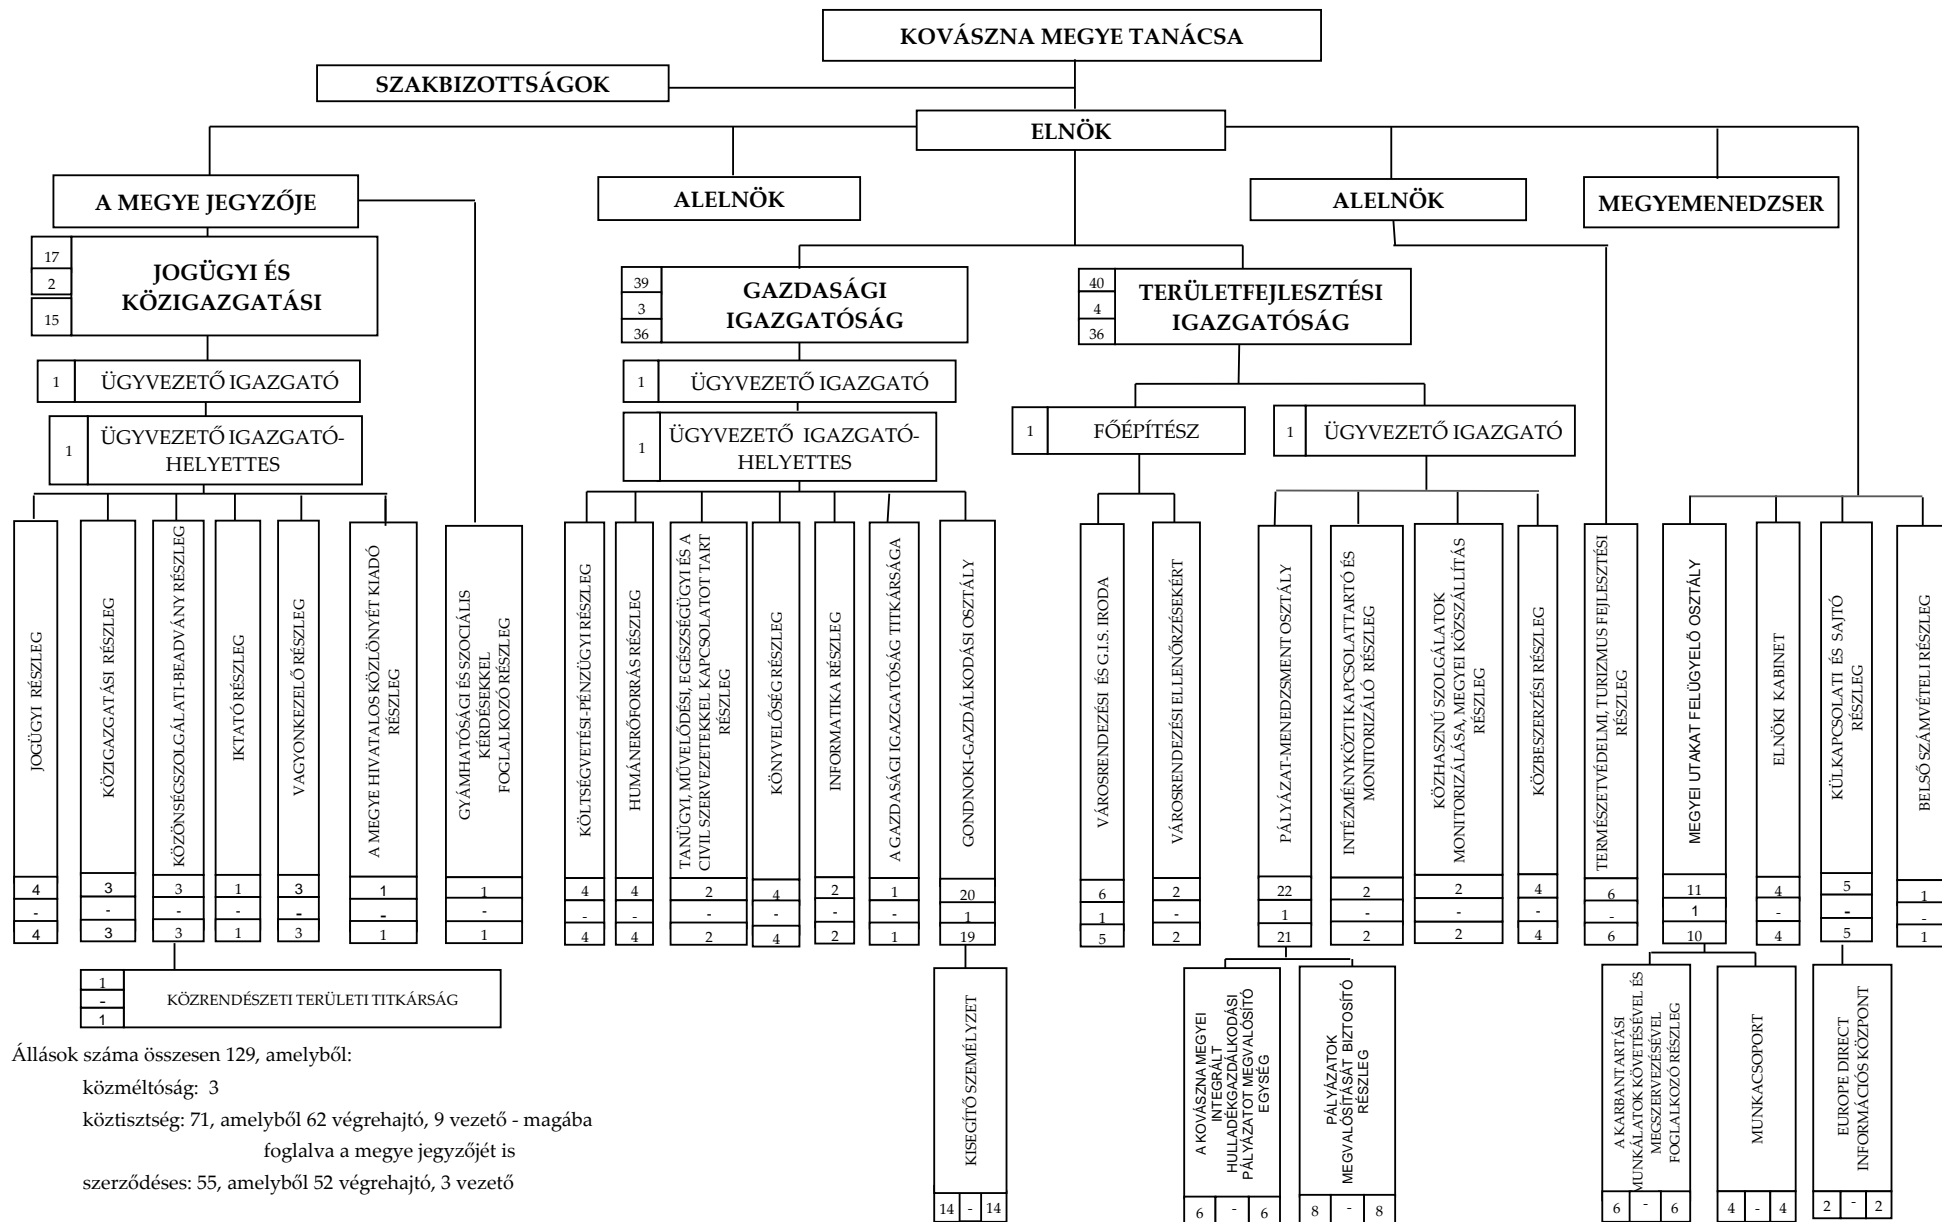 KOVÁSZNA MEGYE TANÁCSA
SZAKBIZOTTSÁGOK
ELNÖK
A MEGYE JEGYZŐJE
ALELNÖK
ALELNÖK
MEGYEMENEDZSER
17
2
15
JOGÜGYI ÉS
KÖZIGAZGATÁSI
39
3
36
GAZDASÁGI
IGAZGATÓSÁG
40
4
36
TERÜLETFEJLESZTÉSI
IGAZGATÓSÁG
1 ÜGYVEZETŐ IGAZGATÓ
1 ÜGYVEZETŐ IGAZGATÓ
1 ÜGYVEZETŐ IGAZGATÓ-
HELYETTES
1 ÜGYVEZETŐ IGAZGATÓ-
HELYETTES
1 FŐÉPÍTÉSZ
1 ÜGYVEZETŐ IGAZGATÓ
JOGÜGYI RÉSZLEG
4
-
4
KÖZIGAZGATÁSI RÉSZLEG
3
-
3
KÖZÖNSÉGSZOLGÁLATI-BEADVÁNY RÉSZLEG
3
-
3
IKTATÓ RÉSZLEG
1
-
1
VAGYONKEZELŐ RÉSZLEG
3
-
3
A MEGYE HIVATALOS KÖZLÖNYÉT KIADÓ
RÉSZLEG
1
-
1
GYÁMHATÓSÁGI ÉS SZOCIÁLIS
KÉRDÉSEKKEL
FOGLALKOZÓ RÉSZLEG
1
-
1
KÖLTSÉGVETÉSI-PÉNZÜGYI RÉSZLEG
4
-
4
HUMÁNERŐFORRÁS RÉSZLEG
4
-
4
TANÜGYI, MŰVELŐDÉSI, EGÉSZSÉGÜGYI ÉS A
CIVIL SZERVEZETEKKEL KAPCSOLATOT TART
RÉSZLEG
2
-
2
KÖNYVELŐSÉG RÉSZLEG
4
-
4
INFORMATIKA RÉSZLEG
2
-
2
A GAZDASÁGI IGAZGATÓSÁG TITKÁRSÁGA
1
-
1
GONDNOKI-GAZDÁLKODÁSI OSZTÁLY
20
1
19
VÁROSRENDEZÉSI ÉS G.I.S. IRODA
6
1
5
VÁROSRENDEZÉSI ELLENŐRZÉSEKÉRT
2
-
2
PÁLYÁZAT-MENEDZSMENT OSZTÁLY
22
1
21
INTÉZMÉNYKÖZTI KAPCSOLATTARTÓ ÉS
MONITORIZÁLÓ RÉSZLEG
2
-
2
KÖZHASZNÚ SZOLGÁLATOK
MONITORIZÁLÁSA, MEGYEI KÖZSZÁLLÍTÁS
RÉSZLEG
2
-
2
KÖZBESZERZÉSI RÉSZLEG
4
-
4
TERMÉSZETVÉDELMI, TURIZMUS FEJLESZTÉSI
RÉSZLEG
6
-
6
MEGYEI UTAKAT FELÜGYELŐ OSZTÁLY
11
1
10
ELNÖKI KABINET
4
-
4
KÜLKAPCSOLATI ÉS SAJTÓ
RÉSZLEG
5
-
5
BELSŐ SZÁMVÉTELI RÉSZLEG
1
-
1
1
-
1
KÖZRENDÉSZETI TERÜLETI TITKÁRSÁG
KISEGÍTŐ SZEMÉLYZET
14 - 14
A KOVÁSZNA MEGYEI
INTEGRÁLT
HULLADÉKGAZDÁLKODÁSI
PÁLYÁZATOT MEGVALÓSÍTÓ
EGYSÉG
6 - 6
PÁLYÁZATOK
MEGVALÓSÍTÁSÁT BIZTOSÍTÓ
RÉSZLEG
8 - 8
A KARBANTARTÁSI
MUNKÁLATOK KÖVETÉSÉVEL ÉS
MEGSZERVEZÉSÉVEL
FOGLALKOZÓ RÉSZLEG
6 - 6
MUNKACSOPORT
4 - 4
EUROPE DIRECT
INFORMÁCIÓS KÖZPONT
2 - 2
Állások száma összesen 129, amelyből:
közméltóság: 3
köztisztség: 71, amelyből 62 végrehajtó, 9 vezető - magába
foglalva a megye jegyzőjét is
szerződéses: 55, amelyből 52 végrehajtó, 3 vezető